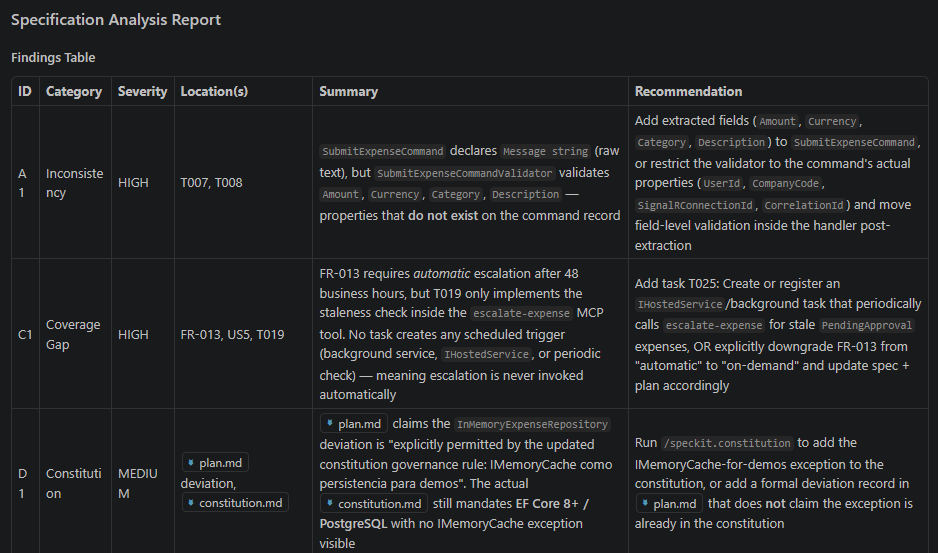 Specification Analysis Report
Findings Table
ID Category Severity Location(s) Summary Recommendation
A
1
Inconsiste
ncy
HIGH
T007, T008
SubmitExpenseCommand declares Message string (raw
text), but SubmitExpenseCommandValidator validates
Amount, Currency, Category, Description —
properties that do not exist on the command record
Add extracted fields ( Amount, Currency,
Category, Description) to SubmitExpenseCommand,
or restrict the validator to the command's actual
properties ( UserId, CompanyCode,
SignalRConnectionId, CorrelationId) and move
field-level validation inside the handler post-
extraction
C1
Coverage
Gap
HIGH
FR-013, US5, T019
FR-013 requires automatic escalation after 48
business hours, but T019 only implements the
staleness check inside the escalate-expense MCP
tool. No task creates any scheduled trigger
(background service, IHostedService, or periodic
check) — meaning escalation is never invoked
automatically
Add task T025: Create or register an
IHostedService/background task that periodically
calls escalate-expense for stale PendingApproval
expenses, OR explicitly downgrade FR-013 from
"automatic" to "on-demand" and update spec +
plan accordingly
D
1
Constituti
on
MEDIU
M
plan.md
deviation,
constitution.md
plan.md claims the InMemoryExpenseRepository
deviation is "explicitly permitted by the updated
constitution governance rule: IMemoryCache como
persistencia para demos". The actual
constitution.md still mandates EF Core 8+ /
PostgreSQL with no IMemoryCache exception
visible
Run /speckit.constitution to add the
IMemoryCache-for-demos exception to the
constitution, or add a formal deviation record in
plan.md that does not claim the exception is
already in the constitution